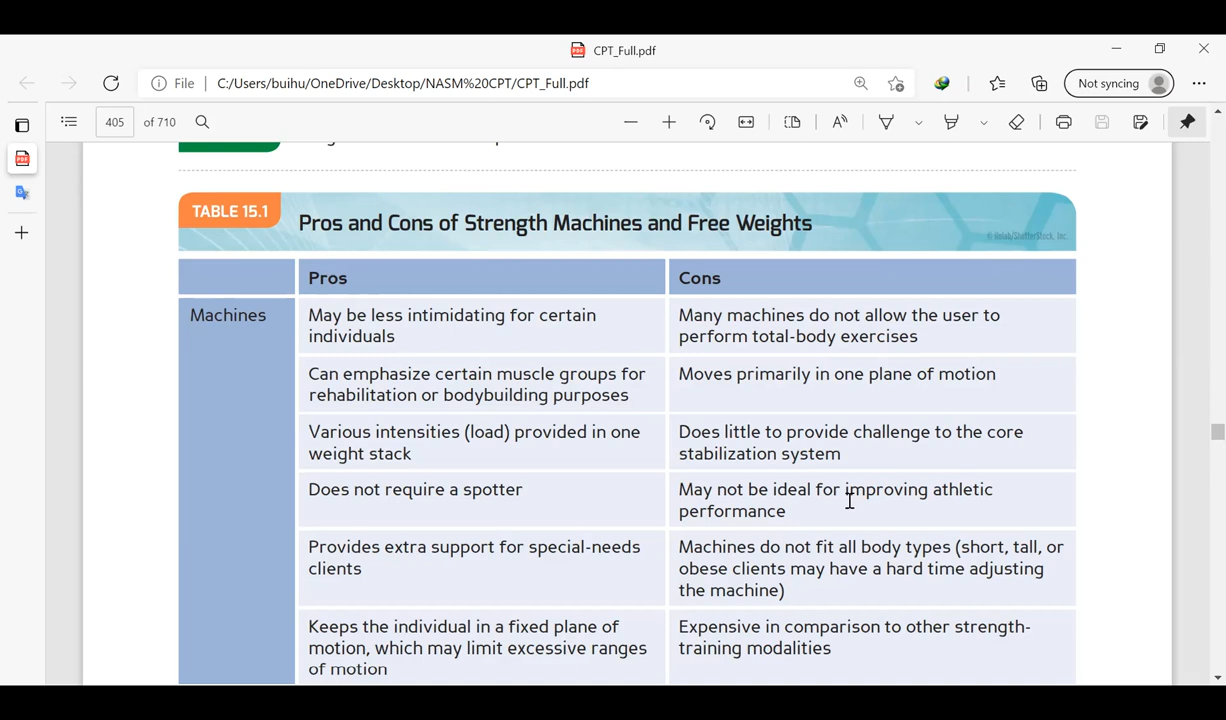 CPT_Full.pdf
File
C:/Users/buihu/OneDrive/Desktop/NASM%20CPT/CPT_Full.pdf
Not syncing
405 of 710
TABLE 15.1
Pros and Cons of Strength Machines and Free Weights
Pros
Cons
Machines
May be less intimidating for certain
individuals
Many machines do not allow the user to
perform total-body exercises
Can emphasize certain muscle groups for
rehabilitation or bodybuilding purposes
Moves primarily in one plane of motion
Various intensities (load) provided in one
weight stack
Does little to provide challenge to the core
stabilization system
Does not require a spotter
May not be ideal for improving athletic
performance
Provides extra support for special-needs
clients
Machines do not fit all body types (short, tall, or
obese clients may have a hard time adjusting
the machine)
Keeps the individual in a fixed plane of
motion, which may limit excessive ranges
of motion
Expensive in comparison to other strength-
training modalities